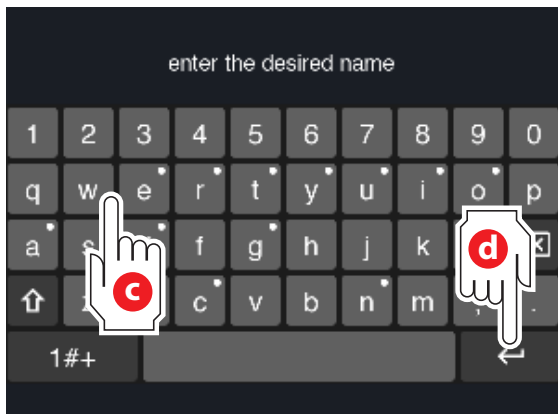 enter the desired name
1 2 3 4 5 6 7 8 9 0
q w e r t y u i o p
a s f g h j k
z c v b n m , .
1#+
c
d